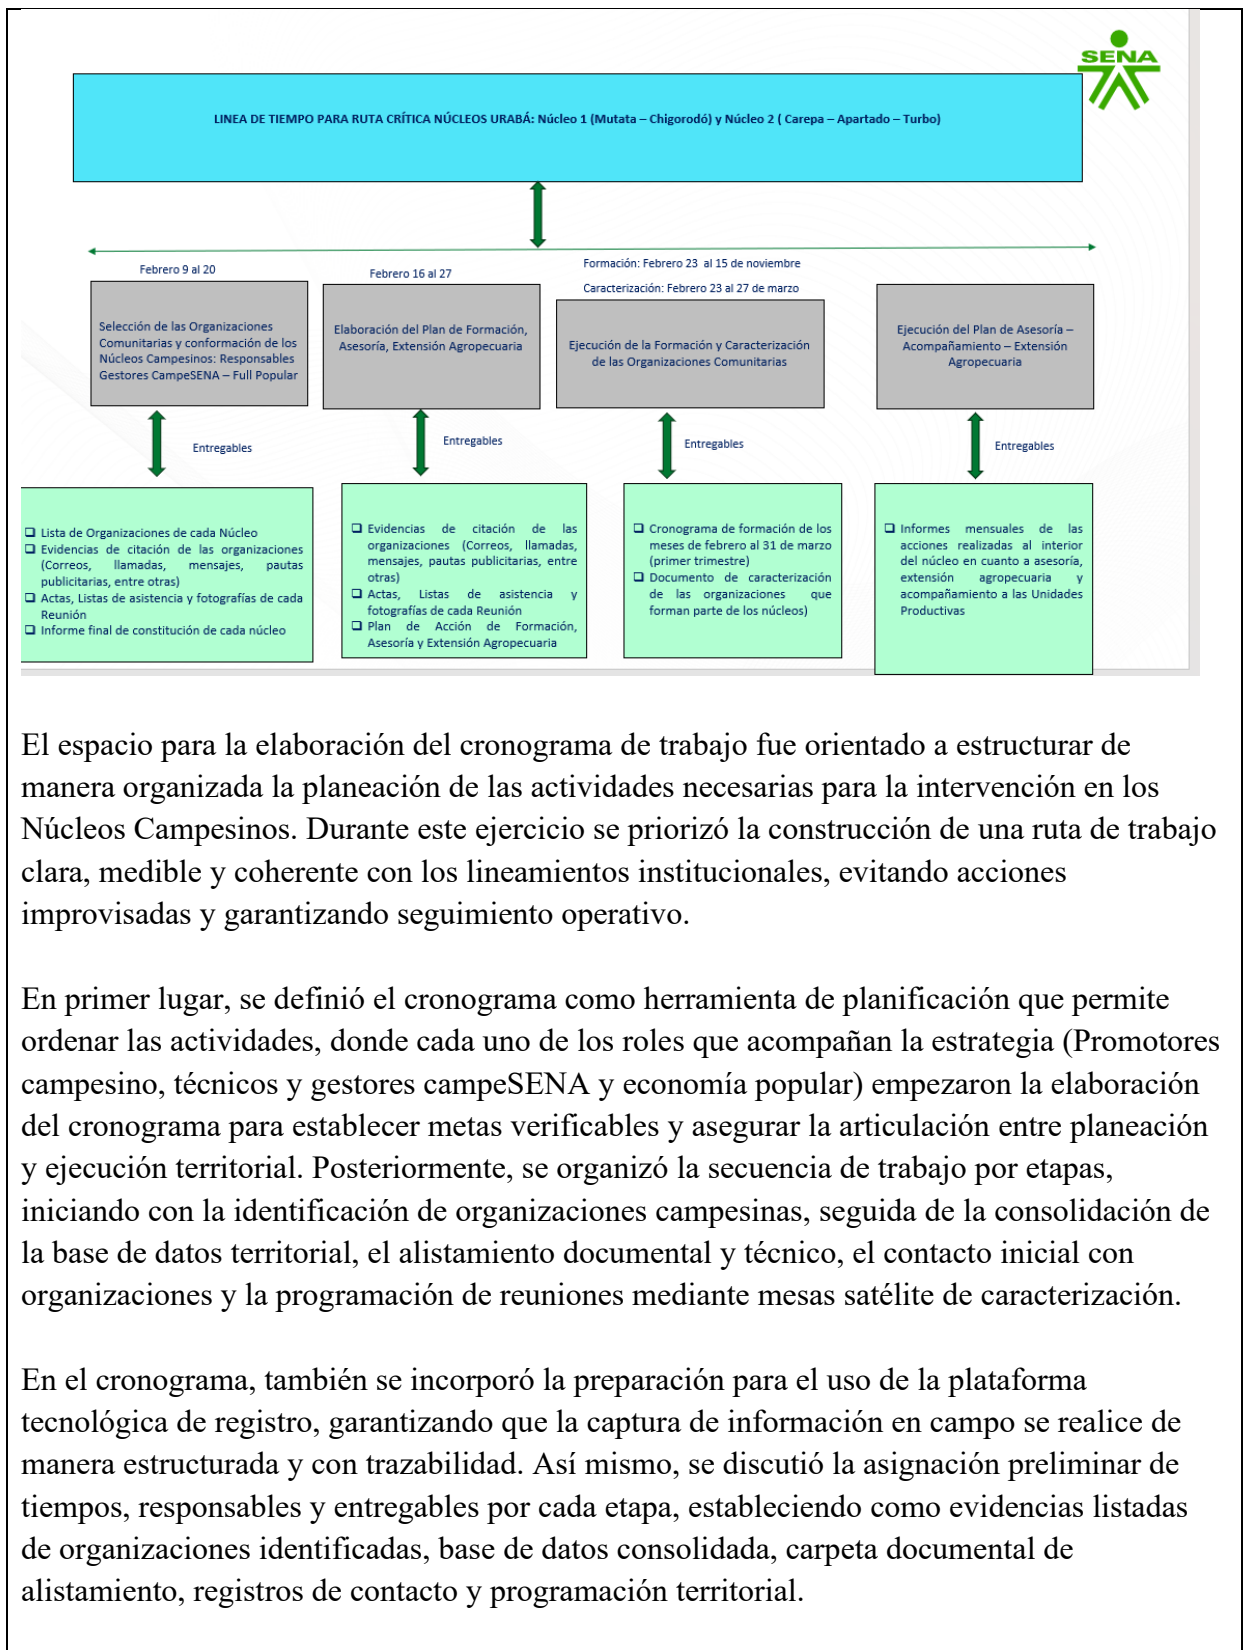 SENA
LINEA DE TIEMPO PARA RUTA CRÍTICA NÚCLEOS URABÁ: Núcleo 1 (Mutata – Chigorodó) y Núcleo 2 ( Carepa – Apartado – Turbo)
Febrero 9 al 20
Selección de las Organizaciones
Comunitarias y conformación de los
Núcleos Campesinos: Responsables
Gestores CampeSENA – Full Popular
Entregables
❑ Lista de Organizaciones de cada Núcleo
❑ Evidencias de citación de las organizaciones
(Correos, llamadas, mensajes, pautas
publicitarias, entre otras)
❑ Actas, Listas de asistencia y fotografías de cada
Reunión
❑ Informe final de constitución de cada núcleo
Febrero 16 al 27
Elaboración del Plan de Formación,
Asesoría, Extensión Agropecuaria
Entregables
❑ Evidencias de citación de las
organizaciones (Correos, llamadas,
mensajes, pautas publicitarias, entre
otras)
❑ Actas, Listas de asistencia y
fotografías de cada Reunión
❑ Plan de Acción de Formación,
Asesoría y Extensión Agropecuaria
Formación: Febrero 23 al 15 de noviembre
Caracterización: Febrero 23 al 27 de marzo
Ejecución de la Formación y Caracterización
de las Organizaciones Comunitarias
Entregables
❑ Cronograma de formación de los
meses de febrero al 31 de marzo
(primer trimestre)
❑ Documento de caracterización
de las organizaciones que
forman parte de los núcleos)
Ejecución del Plan de Asesoría –
Acompañamiento – Extensión
Agropecuaria
Entregables
❑ Informes mensuales de las
acciones realizadas al interior
del núcleo en cuanto a asesoría,
extensión agropecuaria y
acompañamiento a las Unidades
Productivas
El espacio para la elaboración del cronograma de trabajo fue orientado a estructurar de
manera organizada la planeación de las actividades necesarias para la intervención en los
Núcleos Campesinos. Durante este ejercicio se priorizó la construcción de una ruta de trabajo
clara, medible y coherente con los lineamientos institucionales, evitando acciones
improvisadas y garantizando seguimiento operativo.
En primer lugar, se definió el cronograma como herramienta de planificación que permite
ordenar las actividades, donde cada uno de los roles que acompañan la estrategia (Promotores
campesino, técnicos y gestores campeSENA y economía popular) empezaron la elaboración
del cronograma para establecer metas verificables y asegurar la articulación entre planeación
y ejecución territorial. Posteriormente, se organizó la secuencia de trabajo por etapas,
iniciando con la identificación de organizaciones campesinas, seguida de la consolidación de
la base de datos territorial, el alistamiento documental y técnico, el contacto inicial con
organizaciones y la programación de reuniones mediante mesas satélite de caracterización.
En el cronograma, también se incorporó la preparación para el uso de la plataforma
tecnológica de registro, garantizando que la captura de información en campo se realice de
manera estructurada y con trazabilidad. Así mismo, se discutió la asignación preliminar de
tiempos, responsables y entregables por cada etapa, estableciendo como evidencias listadas
de organizaciones identificadas, base de datos consolidada, carpeta documental de
alistamiento, registros de contacto y programación territorial.